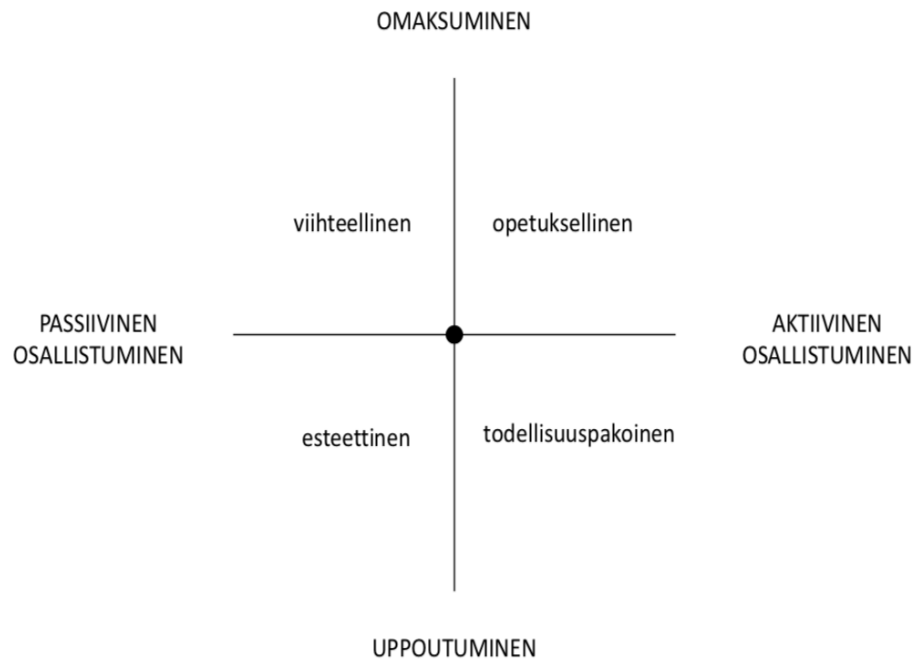 OMAKSUMINEN
viihteellinen
opetuksellinen
PASSIIVINEN
OSALLISTUMINEN
AKTIIVINEN
OSALLISTUMINEN
esteettinen
todellisuuspakoinen
UPPOUTUMINEN